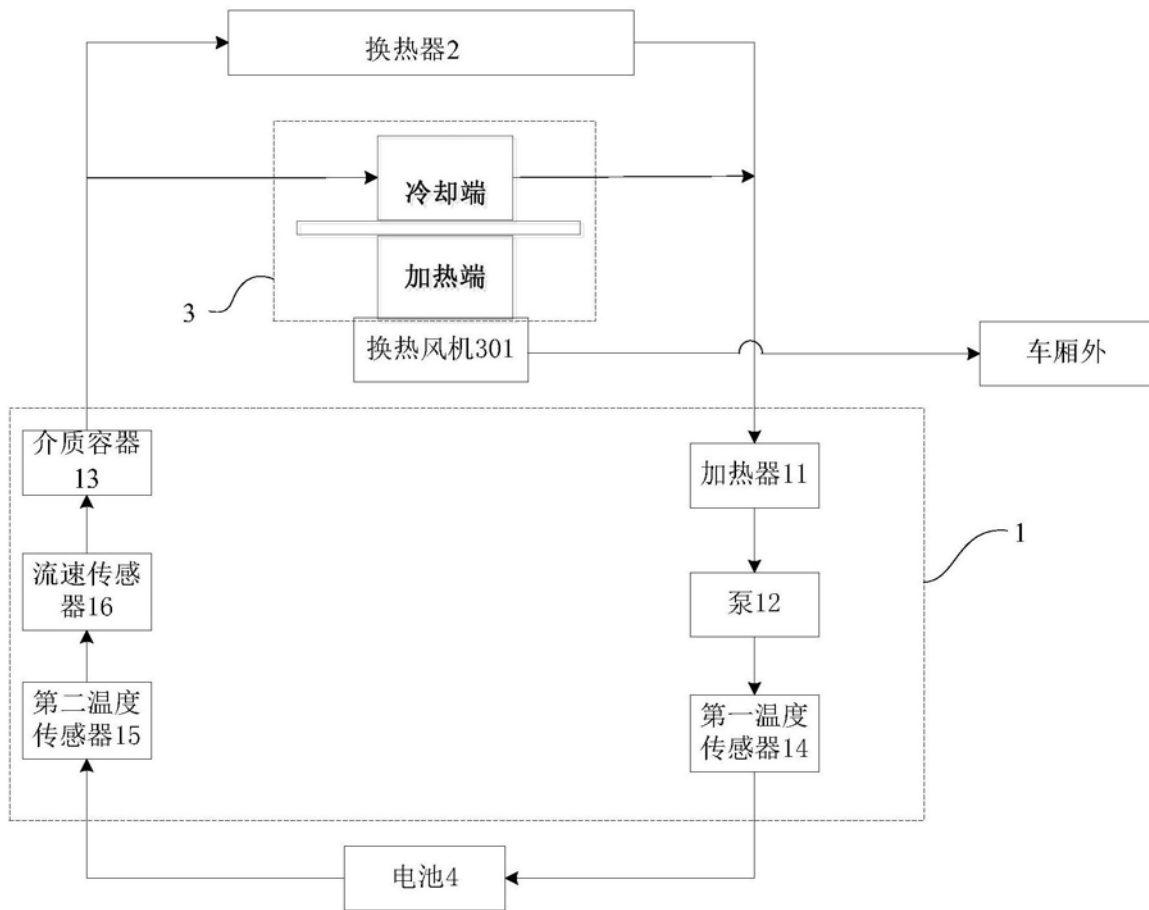 换热器2
冷却端
加热端
3
换热风机301
车厢外
介质容器
13
加热器11
1
流速传感
器16
泵12
第二温度
传感器15
第一温度
传感器14
电池4